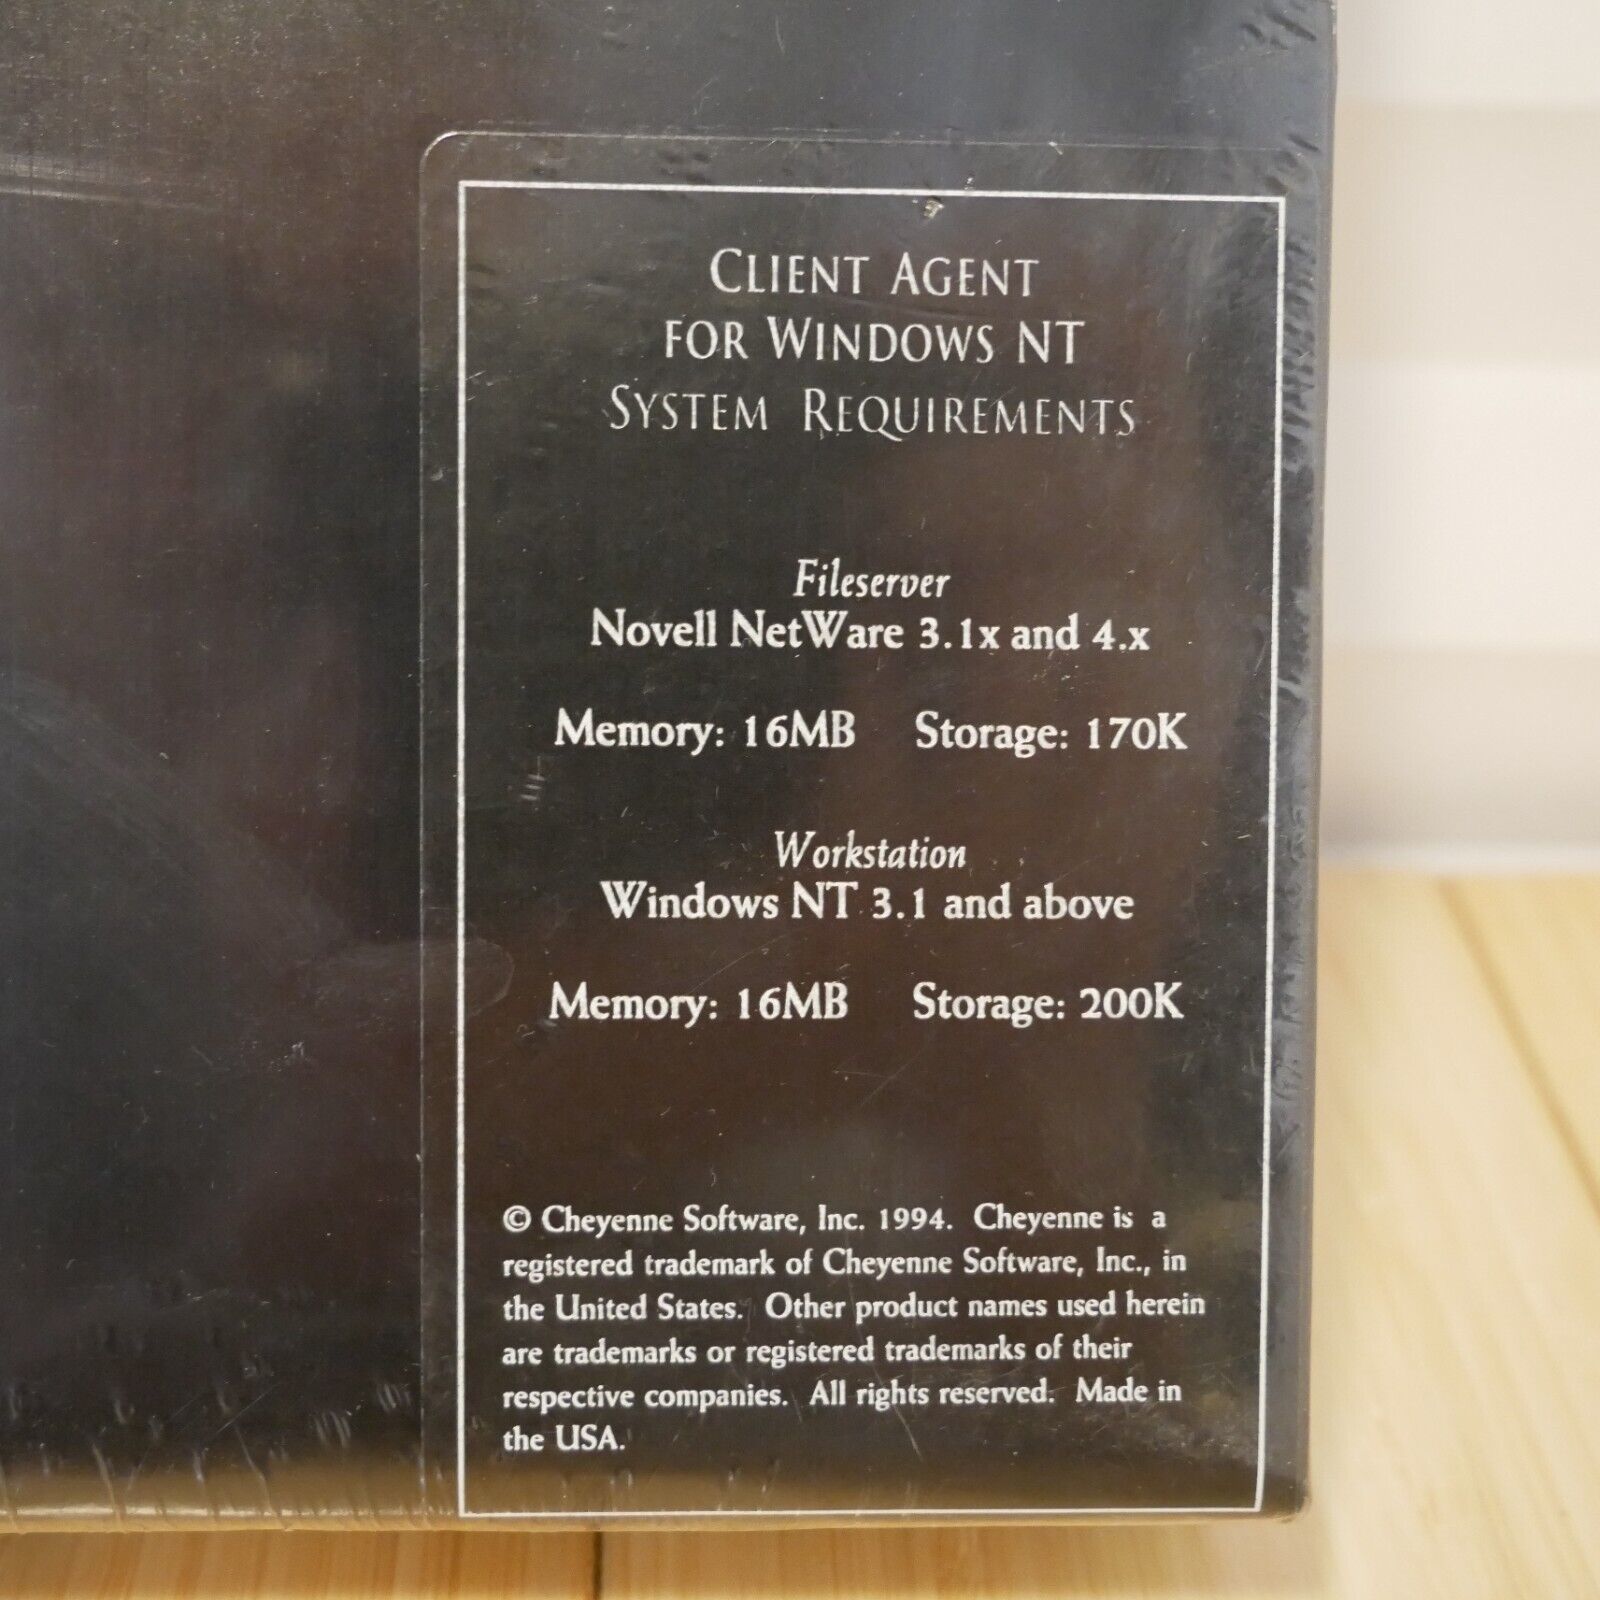 CLIENT AGENT
FOR WINDOWS NT
SYSTEM REQUIREMENTS
Fileserver
Novell NetWare 3.1x and 4.x
Memory: 16MB Storage: 170K
Workstation
Windows NT 3.1 and above
Memory: 16MB Storage: 200K
© Cheyenne Software, Inc. 1994. Cheyenne is a
registered trademark of Cheyenne Software, Inc., in
the United States. Other product names used herein
are trademarks or registered trademarks of their
respective companies. All rights reserved. Made in
the USA.